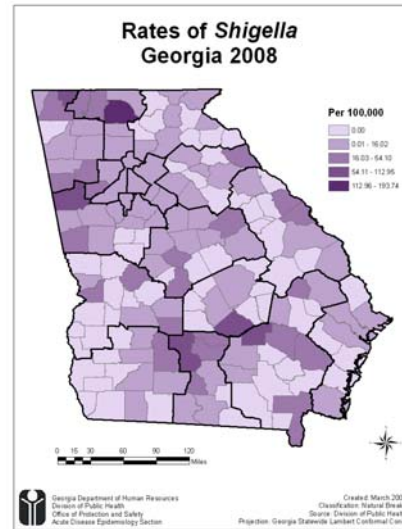 Rates of Shigella
Georgia 2008
Per 100,000
0.00
0.01 - 16.02
16.03 - 54.10
54.11 - 112.95
112.96 - 193.74
0 15 30 60 90 120
Miles
Georgia Department of Human Resources
Division of Public Health
Office of Protection and Safety
Acute Disease Epidemiology Section
Created: March 200
Classification: Natural Break
Source: Division of Public Healt
Projection: Georgia Statewide Lambert Conformal Con